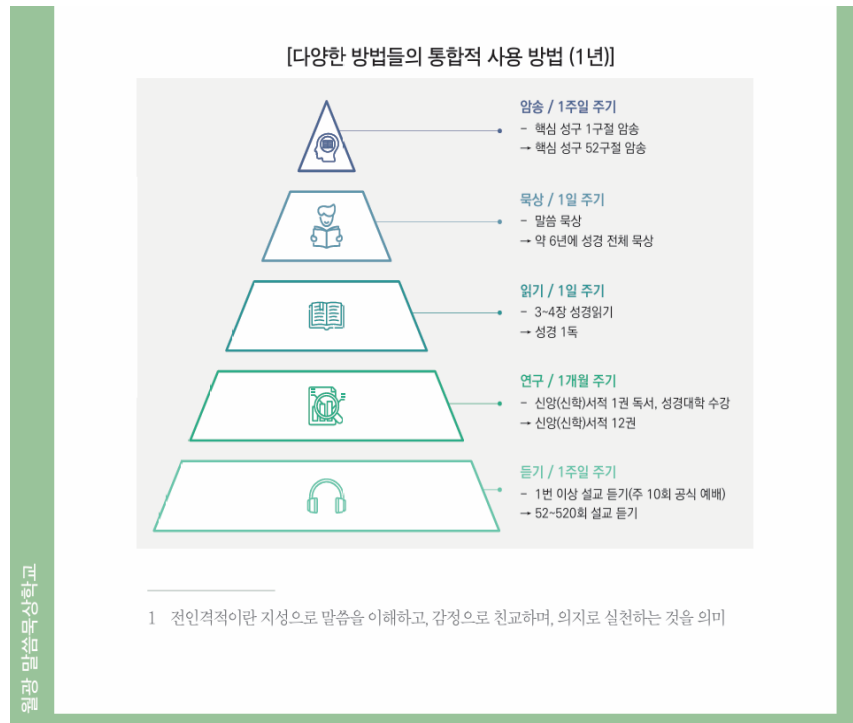 [다양한 방법들의 통합적 사용 방법 (1년)]
암송 / 1주일 주기
- 핵심 성구 1구절 암송
→ 핵심 성구 52구절 암송
묵상 / 1일 주기
- 말씀 묵상
→ 약 6년에 성경 전체 묵상
읽기 / 1일 주기
- 3~4장 성경읽기
→ 성경 1독
연구 / 1개월 주기
- 신앙(신학)서적 1권 독서, 성경대학 수강
→ 신앙(신학)서적 12권
듣기 / 1주일 주기
- 1번 이상 설교 듣기(주 10회 공식 예배)
→ 52~520회 설교 듣기
1 전인격적이란 지성으로 말씀을 이해하고, 감정으로 친교하며, 의지로 실천하는 것을 의미
월광 말씀묵상학교